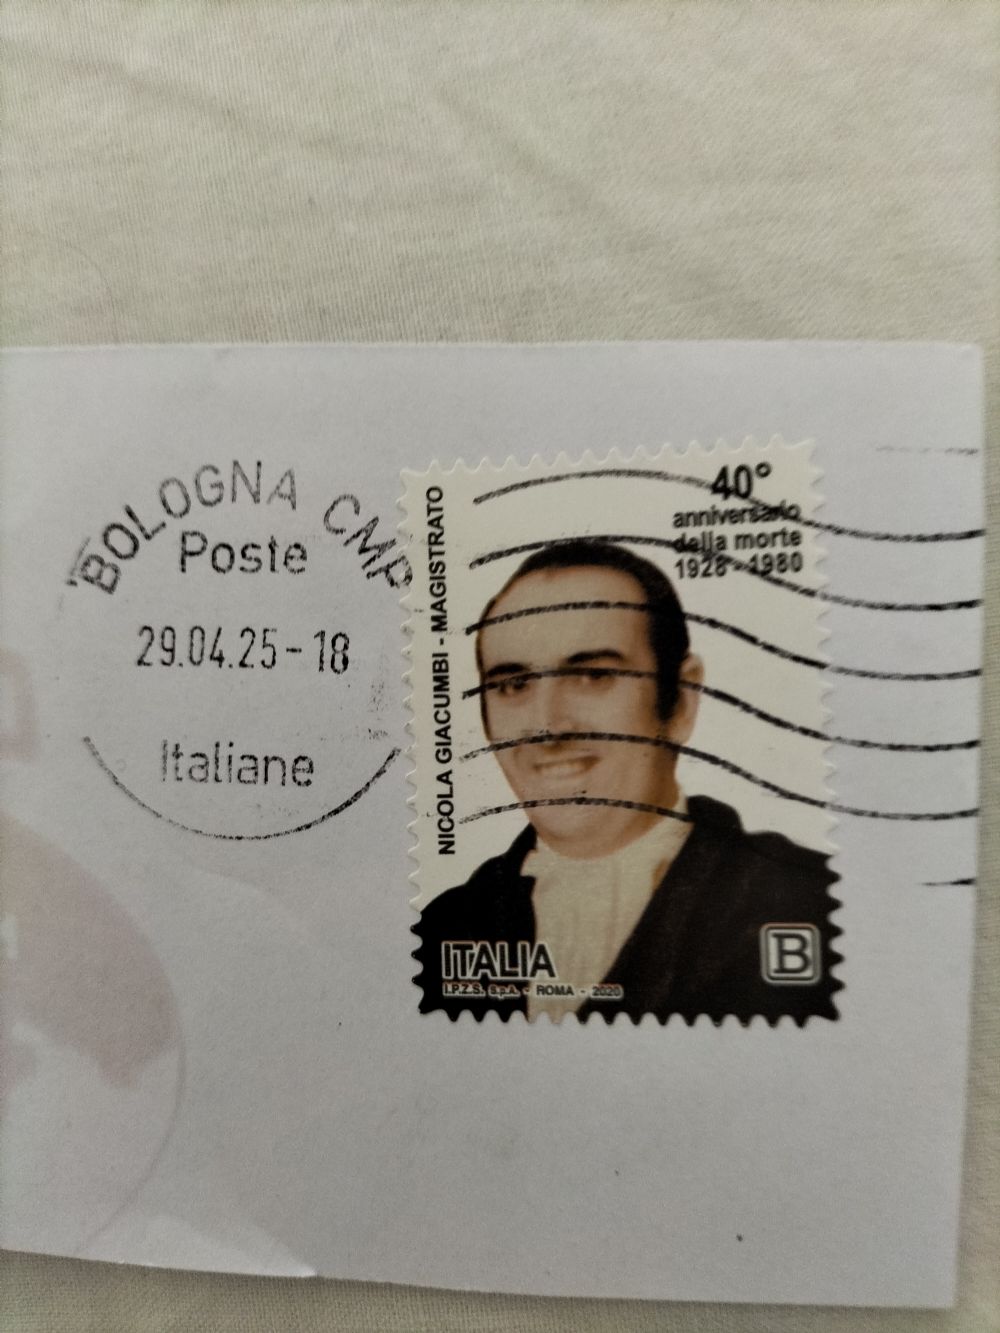 BOLOGNA CMP
Poste
29.04.25-18
Italiane
NICOLA GIACUMBI - MAGISTRATO
40°
anniversario
della morte
1928 - 1980
ITALIA
I.P.Z.S. S.p.A. - ROMA - 2020
B